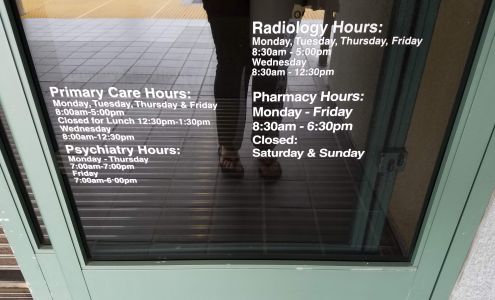 Primary Care Hours:
Monday, Tuesday, Thursday & Friday
8:00am-5:00pm
Closed for Lunch 12:30pm-1:30pm
Wednesday
8:00am-12:30pm
Psychiatry Hours:
Monday - Thursday
7:00am-7:00pm
Friday
7:00am-6:00pm
Radiology Hours:
Monday, Tuesday, Thursday, Friday
8:30am - 5:00pm
Wednesday
8:30am - 12:30pm
Pharmacy Hours:
Monday - Friday
8:30am - 6:30pm
Closed:
Saturday & Sunday